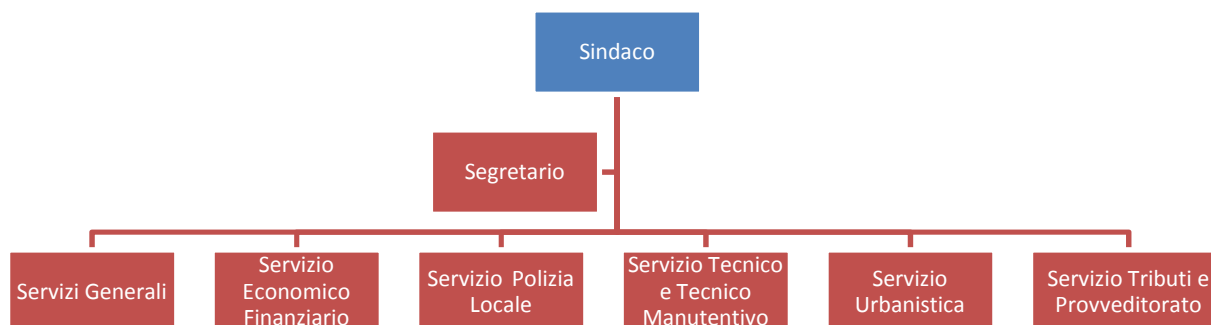 Sindaco
Segretario
Servizi Generali
Servizio
Economico
Finanziario
Servizio Polizia
Locale
Servizio Tecnico
e Tecnico
Manutentivo
Servizio
Urbanistica
Servizio Tributi e
Provveditorato